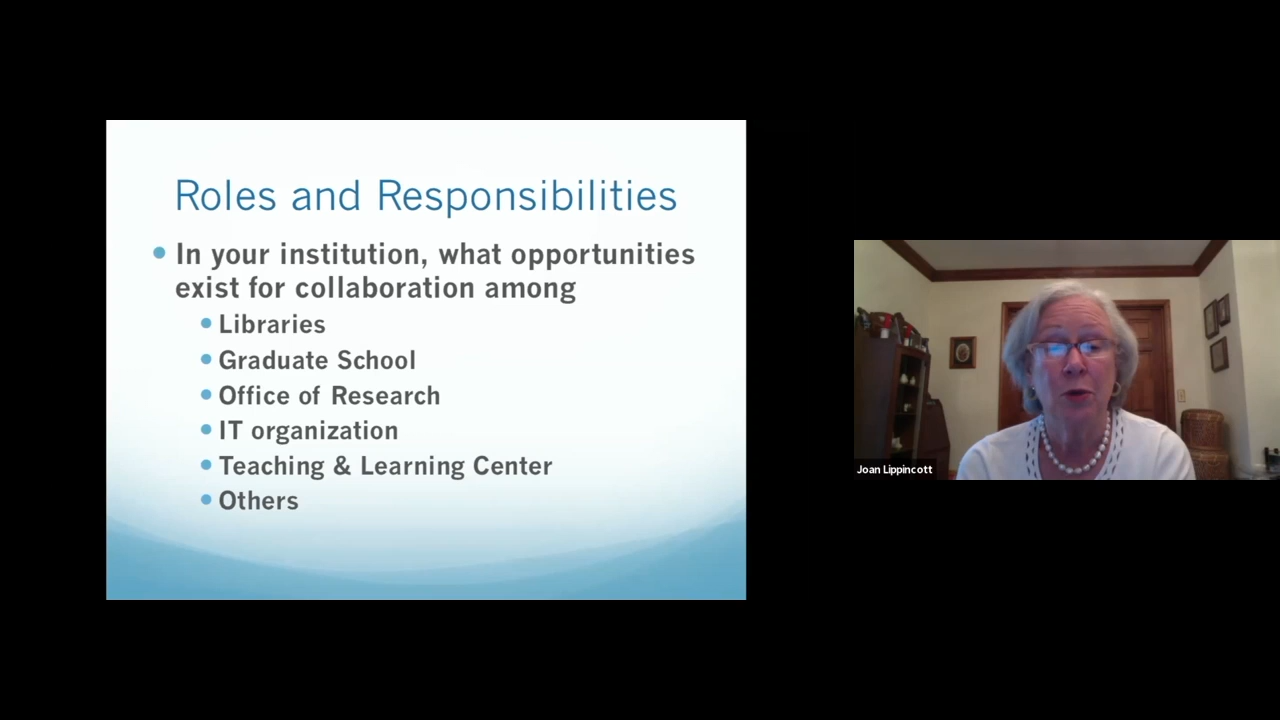 Roles and Responsibilities
In your institution, what opportunities
exist for collaboration among
Libraries
Graduate School
Office of Research
IT organization
Teaching & Learning Center
Others
Joan Lippincott